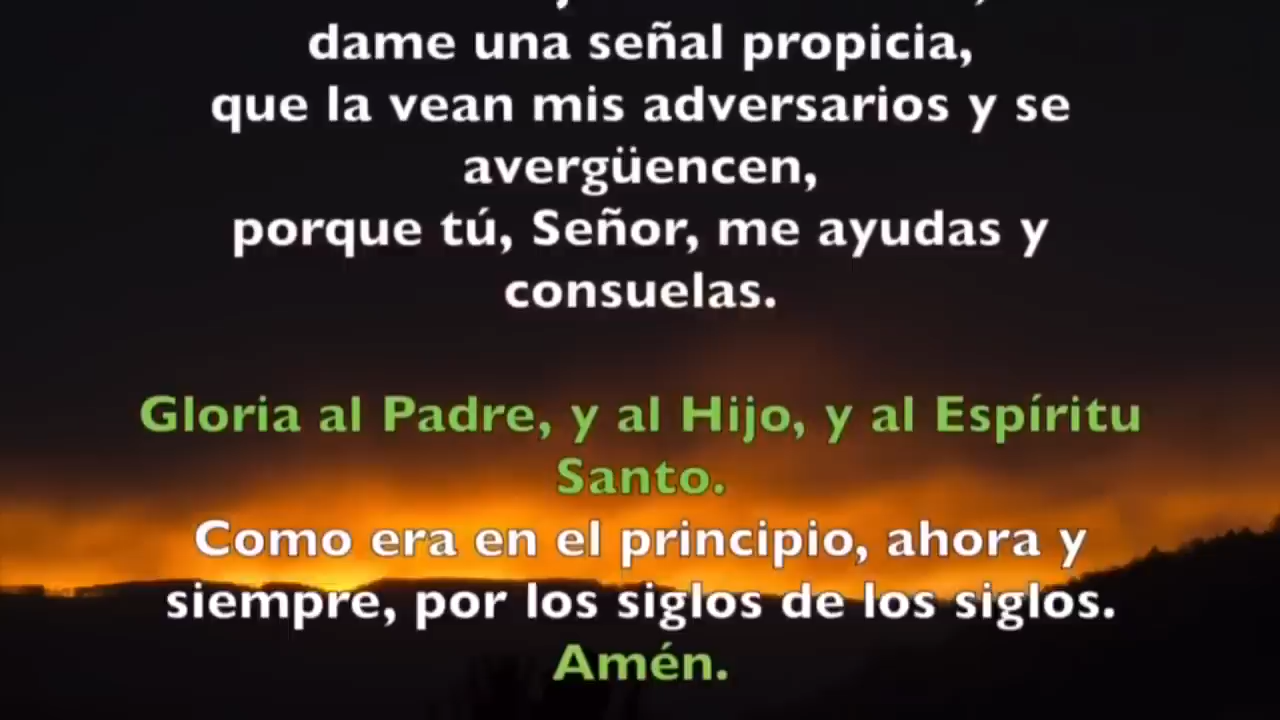 dame una señal propicia,
que la vean mis adversarios y se
avergüencen,
porque tú, Señor, me ayudas y
consuelas.
Gloria al Padre, y al Hijo, y al Espíritu
Santo.
Como era en el principio, ahora y
siempre, por los siglos de los siglos.
Amén.